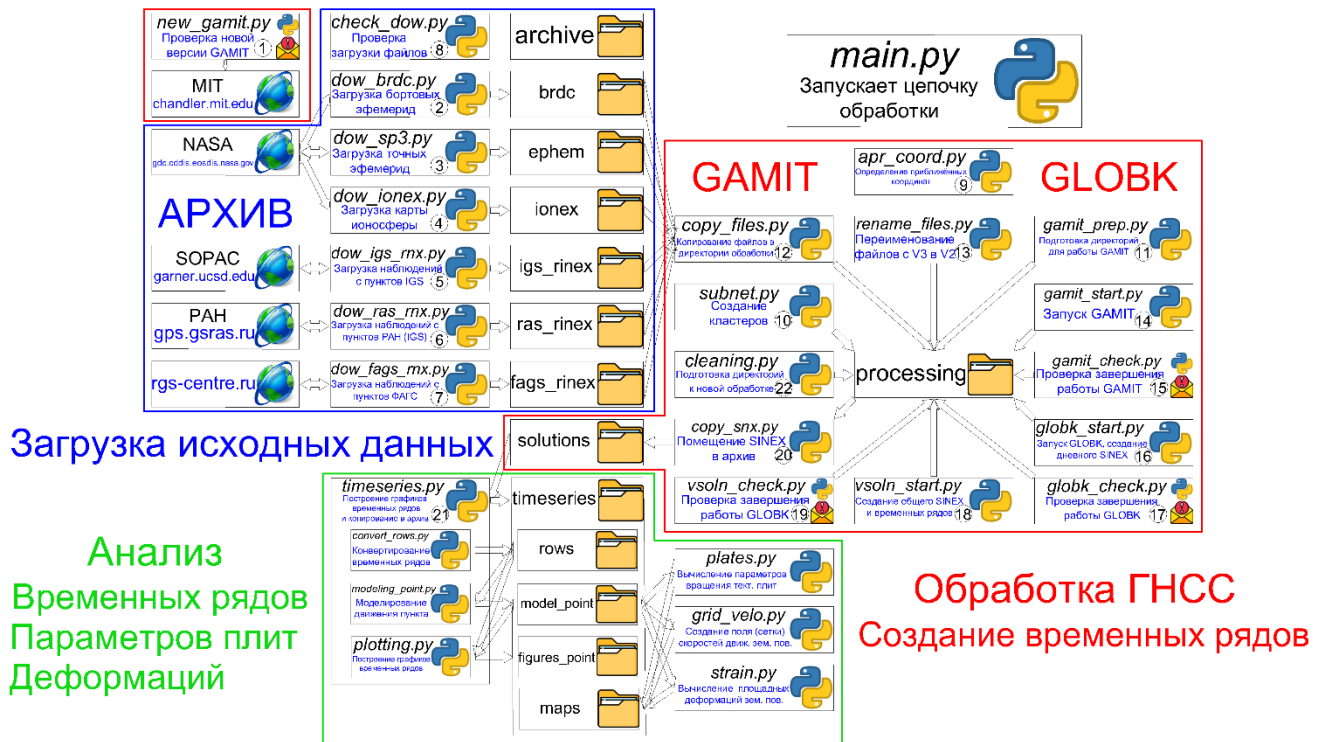 new_gamit.py
Проверка новой
версии GAMIT 1
MIT
chandler.mit.edu
check_dow.py
Проверка
загрузки файлов 8
archive
dow_brdc.py
Загрузка бортовых
эфемерид 2
brdc
main.py
Запускает цепочку
обработки
NASA
gdc.cddis.eosdis.nasa.gov
dow_sp3.py
Загрузка точных
эфемерид 3
ephem
АРХИВ
dow_ionex.py
Загрузка карты
ионосферы 4
ionex
SOPAC
garner.ucsd.edu
dow_igs_rnx.py
Загрузка наблюдений
с пунктов IGS 5
igs_rinex
РАН
gps.gsras.ru
dow_ras_rnx.py
Загрузка наблюдений с
пунктов РАН (IGS) 6
ras_rinex
rgs-centre.ru
dow_fags_rnx.py
Загрузка наблюдений с
пунктов ФАГС 7
fags_rinex
Загрузка исходных данных
GAMIT
apr_coord.py
Определение приближённых
координат 9
GLOBK
copy_files.py
Копирование файлов в
директории обработки 12
rename_files.py
Переименование
файлов с V3 в V2 13
gamit_prep.py
Подготовка директорий
для работы GAMIT 11
subnet.py
Создание
кластеров 10
gamit_start.py
Запуск GAMIT 14
cleaning.py
Подготовка директорий
к новой обработке 22
processing
gamit_check.py
Проверка завершения
работы GAMIT 15
solutions
copy_snx.py
Помещение SINEX
в архив 20
globk_start.py
Запуск GLOBK, создание
дневного SINEX 16
vsoln_check.py
Проверка завершения
работы GLOBK 19
vsoln_start.py
Создание общего SINEX
и временных рядов 18
globk_check.py
Проверка завершения
работы GLOBK 17
timeseries.py
Построение графиков
временных рядов
и копирование в архив 21
timeseries
convert_rows.py
Конвертирование
временных рядов
rows
modeling_point.py
Моделирование
движения пункта
model_point
plotting.py
Построение графиков
временных рядов
figures_point
maps
plates.py
Вычисление параметров
вращения тект. плит
grid_velo.py
Создание поля (сетки)
скоростей движ. зем. пов.
strain.py
Вычисление площадных
деформаций зем. пов.
Анализ
Временных рядов
Параметров плит
Деформаций
Обработка ГНСС
Создание временных рядов